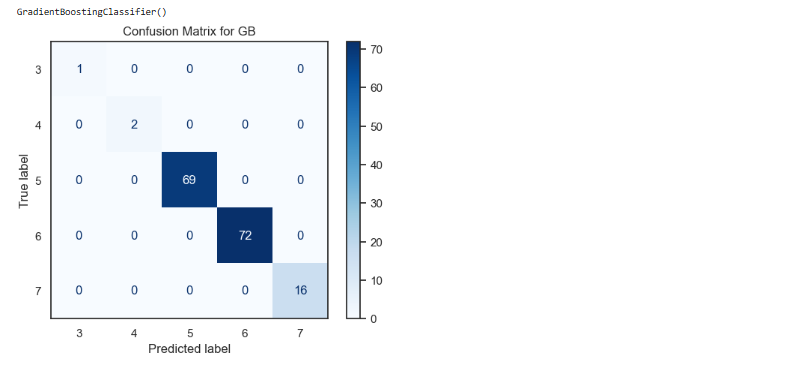 GradientBoostingClassifier()
Confusion Matrix for GB
3 1 0 0 0 0
4 0 2 0 0 0
5 0 0 69 0 0
6 0 0 0 72 0
7 0 0 0 0 16
3 4 5 6 7
True label
Predicted label
70
60
50
40
30
20
10
0